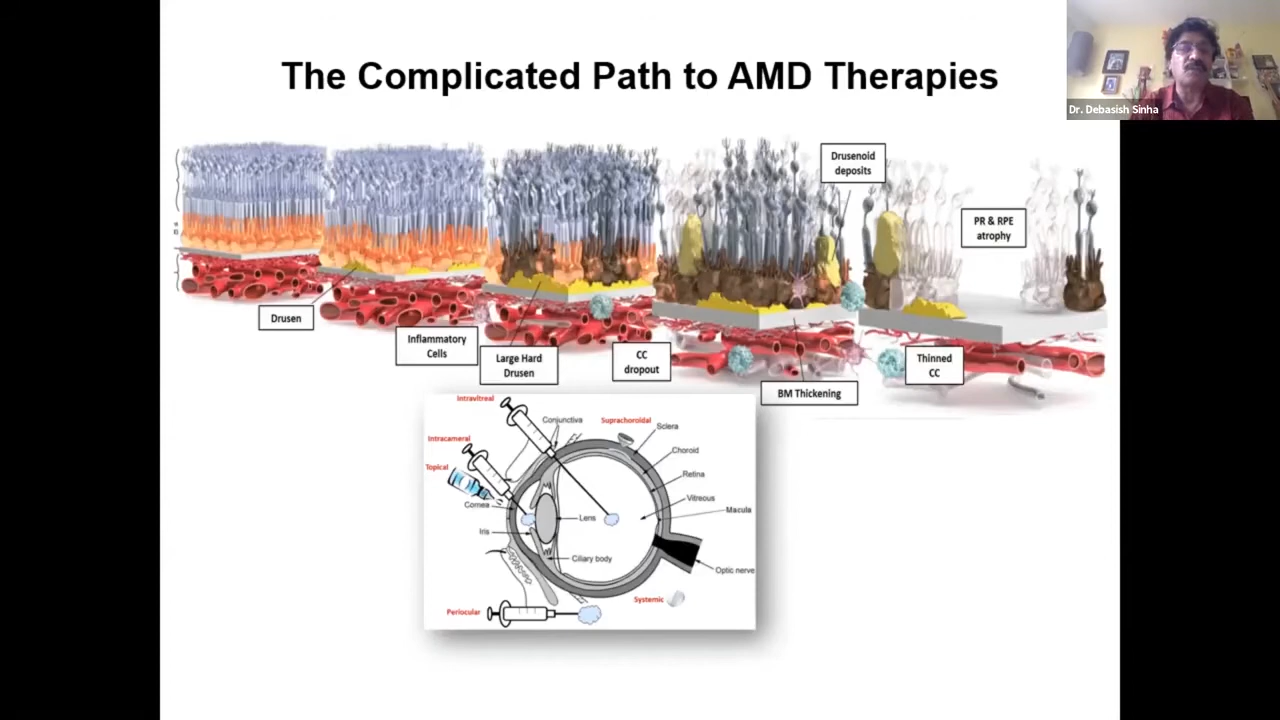 The Complicated Path to AMD Therapies
Dr. Debasish Sinha
Drusenoid
deposits
PR & RPE
atrophy
Drusen
Inflammatory
Cells
Large Hard
Drusen
CC
dropout
BM Thickening
Thinned
CC
Intravitreal
Conjunctiva
Suprachoroidal
Sclera
Intracameral
Choroid
Topical
Retina
Cornea
Vitreous
Macula
Lens
Iris
Ciliary body
Optic nerve
Systemic
Periocular